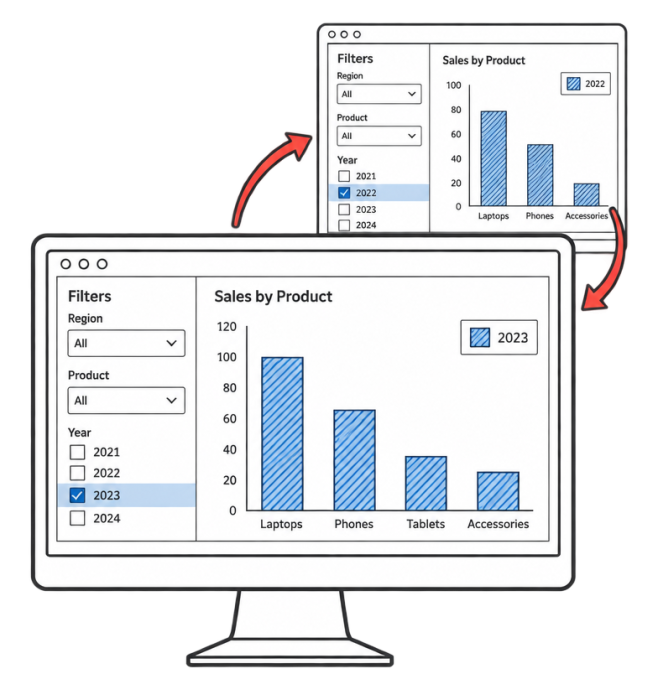 Filters
Region
All
Product
All
Year
2021
2022
2023
2024
Sales by Product
2022
100
80
60
40
20
0
Laptops Phones Accessories
Filters
Region
All
Product
All
Year
2021
2022
2023
2024
Sales by Product
2023
120
100
80
60
40
20
0
Laptops Phones Tablets Accessories